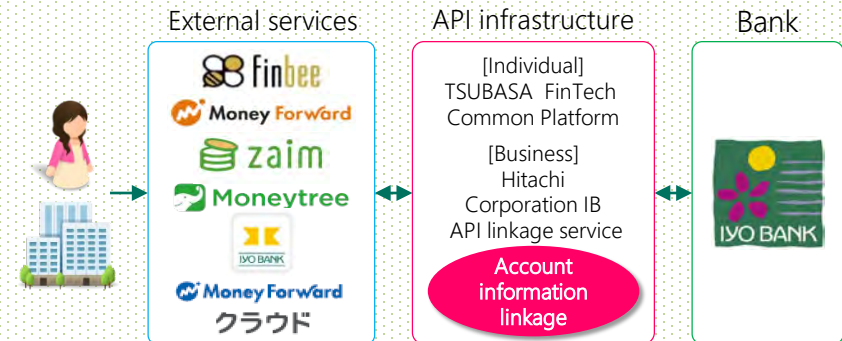 External services
finbee
Money Forward
zaim
Moneytree
IYO BANK
Money Forward
クラウド
API infrastructure
[Individual]
TSUBASA FinTech
Common Platform
[Business]
Hitachi
Corporation IB
API linkage service
Account
information
linkage
Bank
IYO BANK